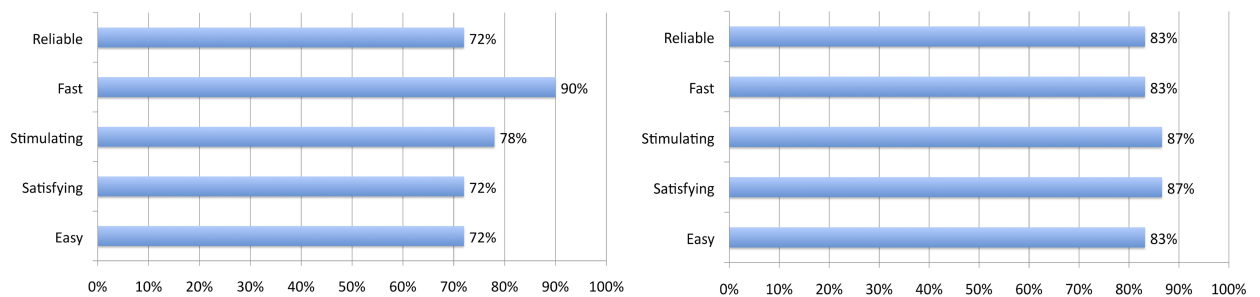 Reliable 72%
Fast 90%
Stimulating 78%
Satisfying 72%
Easy 72%
0% 10% 20% 30% 40% 50% 60% 70% 80% 90% 100%
Reliable 83%
Fast 83%
Stimulating 87%
Satisfying 87%
Easy 83%
0% 10% 20% 30% 40% 50% 60% 70% 80% 90% 100%